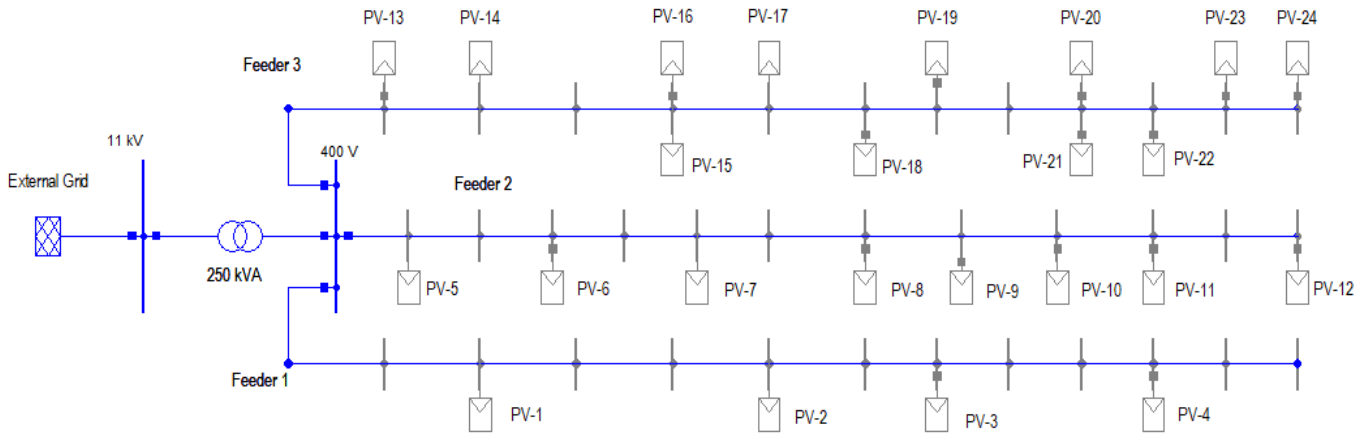 PV-13
PV-14
PV-16
PV-17
PV-19
PV-20
PV-23
PV-24
Feeder 3
11 kV
400 V
PV-15
PV-18
PV-21
PV-22
External Grid
Feeder 2
250 kVA
PV-5
PV-6
PV-7
PV-8
PV-9
PV-10
PV-11
PV-12
Feeder 1
PV-1
PV-2
PV-3
PV-4